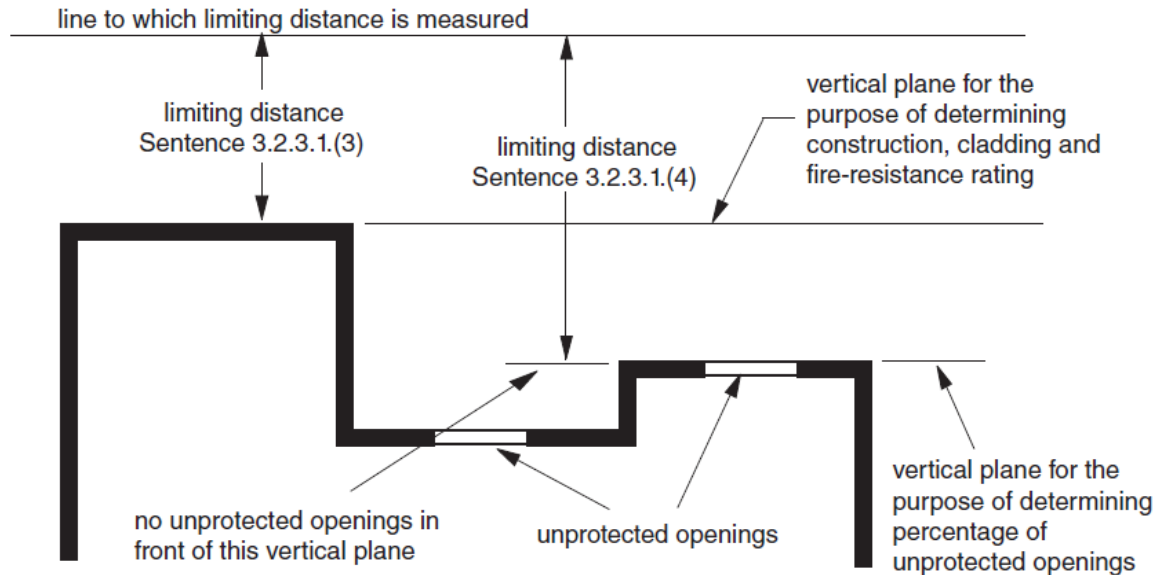 line to which limiting distance is measured
limiting distance
Sentence 3.2.3.1.(3)
limiting distance
Sentence 3.2.3.1.(4)
vertical plane for the
purpose of determining
construction, cladding and
fire-resistance rating
no unprotected openings in
front of this vertical plane
unprotected openings
vertical plane for the
purpose of determining
percentage of
unprotected openings